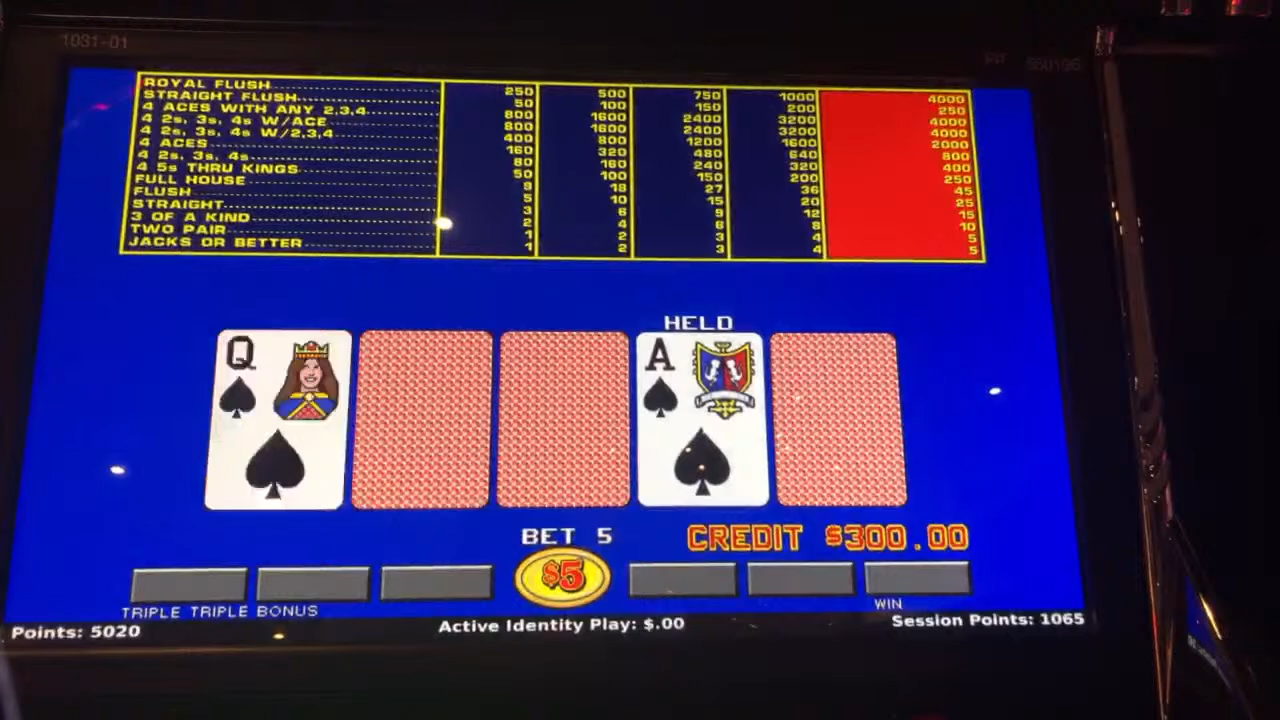 1031-01
ROYAL FLUSH 250 500 750 1000 4000
STRAIGHT FLUSH 50 100 150 200 250
4 ACES WITH ANY 2,3,4 800 1600 2400 3200 4000
4 2s, 3s, 4s W/ACE 800 1600 2400 3200 4000
4 2s, 3s, 4s W/2,3,4 400 800 1200 1600 2000
4 ACES 160 320 480 640 800
4 2s, 3s, 4s 80 160 240 320 400
4 5s THRU KINGS 50 100 150 200 250
FULL HOUSE 9 18 27 36 45
FLUSH 5 10 15 20 25
STRAIGHT 3 6 9 12 15
3 OF A KIND 2 4 6 8 10
TWO PAIR 1 2 3 4 5
JACKS OR BETTER 1 2 3 4 5
HELD
Q A
BET 5 CREDIT $300.00
$5
TRIPLE TRIPLE BONUS WIN
Points: 5020 Active Identity Play: $.00 Session Points: 1065